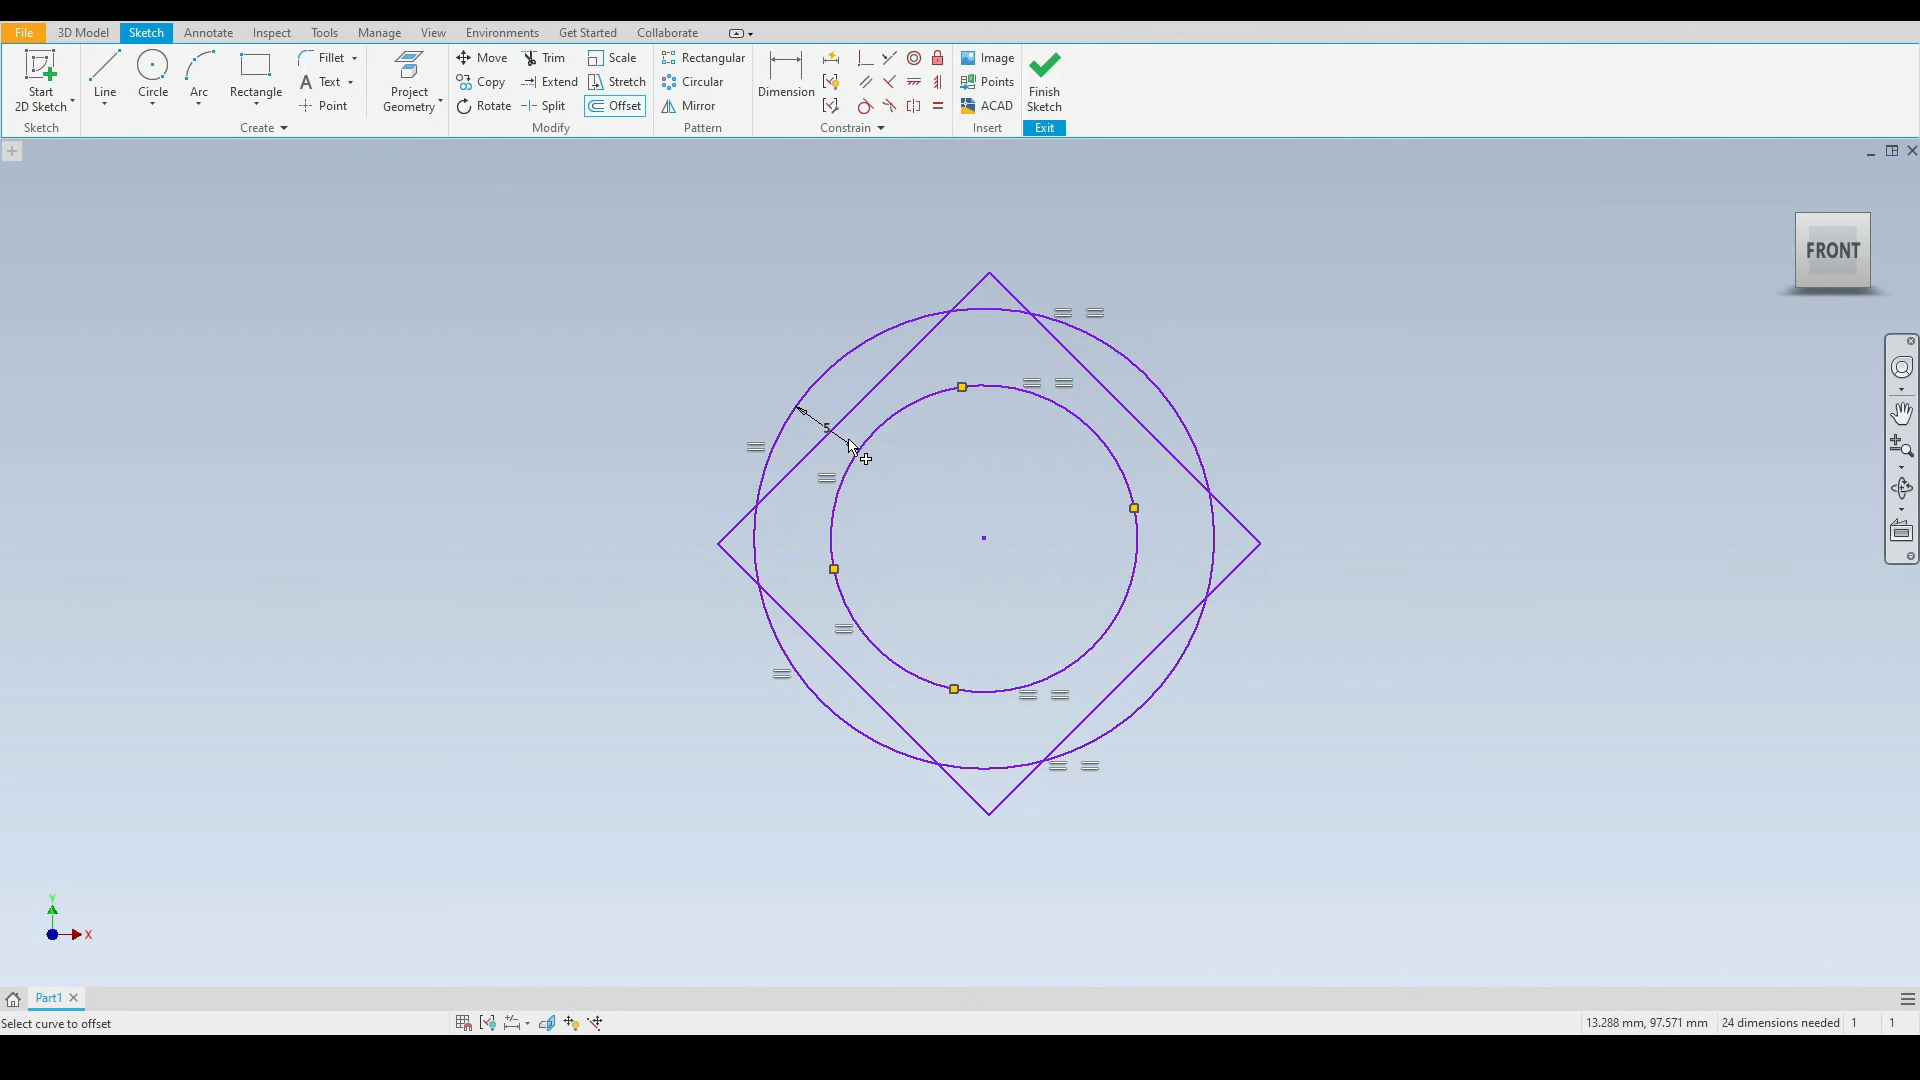 File 3D Model Sketch Annotate Inspect Tools Manage View Environments Get Started Collaborate
Start
2D Sketch
Line
Circle
Arc
Rectangle
Fillet
Text
Point
Project
Geometry
Move
Copy
Rotate
Trim
Extend
Split
Scale
Stretch
Offset
Rectangular
Circular
Mirror
Dimension
Image
Points
ACAD
Finish
Sketch
Sketch Create Modify Pattern Constrain Insert Exit
FRONT
5
Y
X
Part1
Select curve to offset
13.288 mm, 97.571 mm 24 dimensions needed 1 1